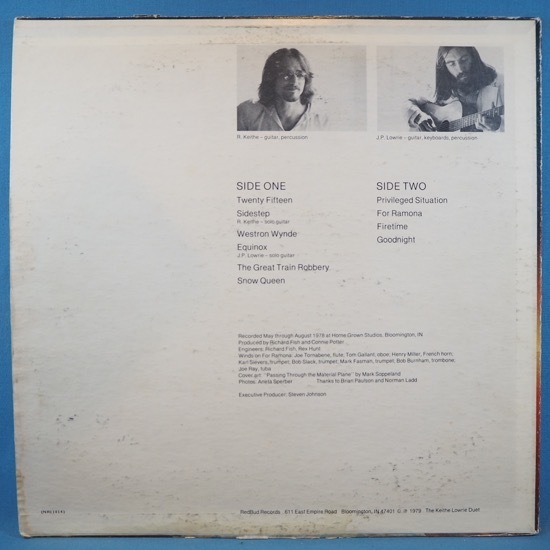 R. Keithe – guitar, percussion
J.P. Lowrie – guitar, keyboards, percussion
SIDE ONE
Twenty Fifteen
Sidestep
R. Keithe – solo guitar
Westron Wynde
Equinox
J.P. Lowrie – solo guitar
The Great Train Robbery
Snow Queen
SIDE TWO
Privileged Situation
For Ramona
Firetime
Goodnight
Recorded May through August 1978 at Home Grown Studios, Bloomington, IN
Produced by Richard Fish and Connie Potter
Engineers: Richard Fish, Rex Hunt
Winds on For Ramona: Joe Tornabene, flute; Tom Gallant, oboe; Henry Miller, French horn;
Karl Sievers, trumpet; Bob Slack, trumpet; Mark Fasman, trumpet; Bob Burnham, trombone;
Joe Ray, tuba
Cover art: "Passing Through the Material Plane" by Mark Soppeland
Photos: Aneta Sperber Thanks to Brian Paulson and Norman Ladd
Executive Producer: Steven Johnson
RedBud Records 611 East Empire Road Bloomington, IN 47401 © ℗ 1979 The Keithe Lowrie Duet